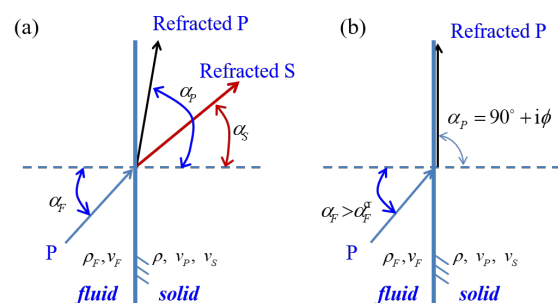 (a)
Refracted P
Refracted S
α_P
α_S
α_F
P
ρ_F, v_F
ρ, v_P, v_S
fluid
solid
(b)
Refracted P
α_P = 90° + iφ
α_F > α_F^cr
P
ρ_F, v_F
ρ, v_P, v_S
fluid
solid